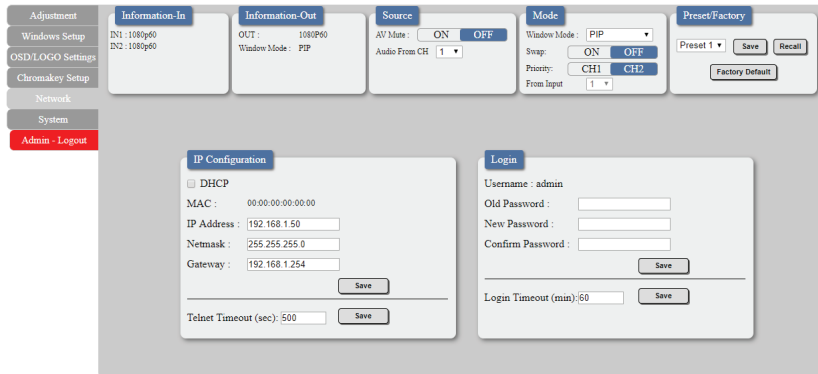 Adjustment
Windows Setup
OSD/LOGO Settings
Chromakey Setup
Network
System
Admin - Logout
Information-In
IN1 : 1080p60
IN2 : 1080p60
Information-Out
OUT : 1080P60
Window Mode : PIP
Source
AV Mute : ON OFF
Audio From CH 1
Mode
Window Mode : PIP
Swap: ON OFF
Priority: CH1 CH2
From Input 1
Preset/Factory
Preset 1 Save Recall
Factory Default
IP Configuration
DHCP
MAC : 00:00:00:00:00:00
IP Address : 192.168.1.50
Netmask : 255.255.255.0
Gateway : 192.168.1.254
Save
Telnet Timeout (sec): 500 Save
Login
Username : admin
Old Password :
New Password :
Confirm Password :
Save
Login Timeout (min): 60 Save